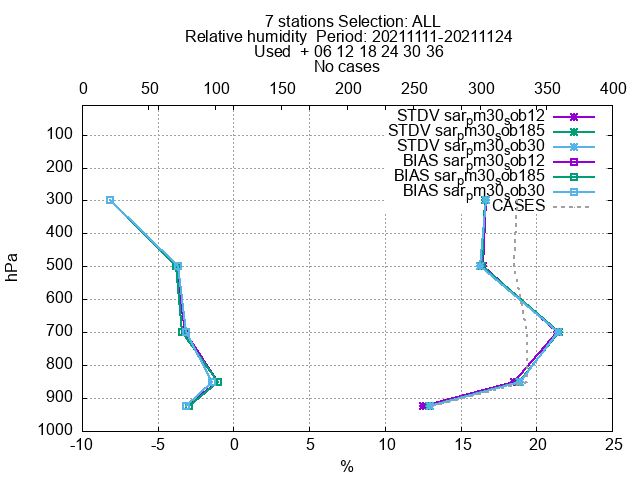 7 stations Selection: ALL
Relative humidity Period: 20211111-20211124
Used + 06 12 18 24 30 36
No cases
0 50 100 150 200 250 300 350 400
STDV sar_pm30_sob12
STDV sar_pm30_sob185
STDV sar_pm30_sob30
BIAS sar_pm30_sob12
BIAS sar_pm30_sob185
BIAS sar_pm30_sob30
CASES
100
200
300
400
500
600
700
800
900
1000
hPa
-10 -5 0 5 10 15 20 25
%